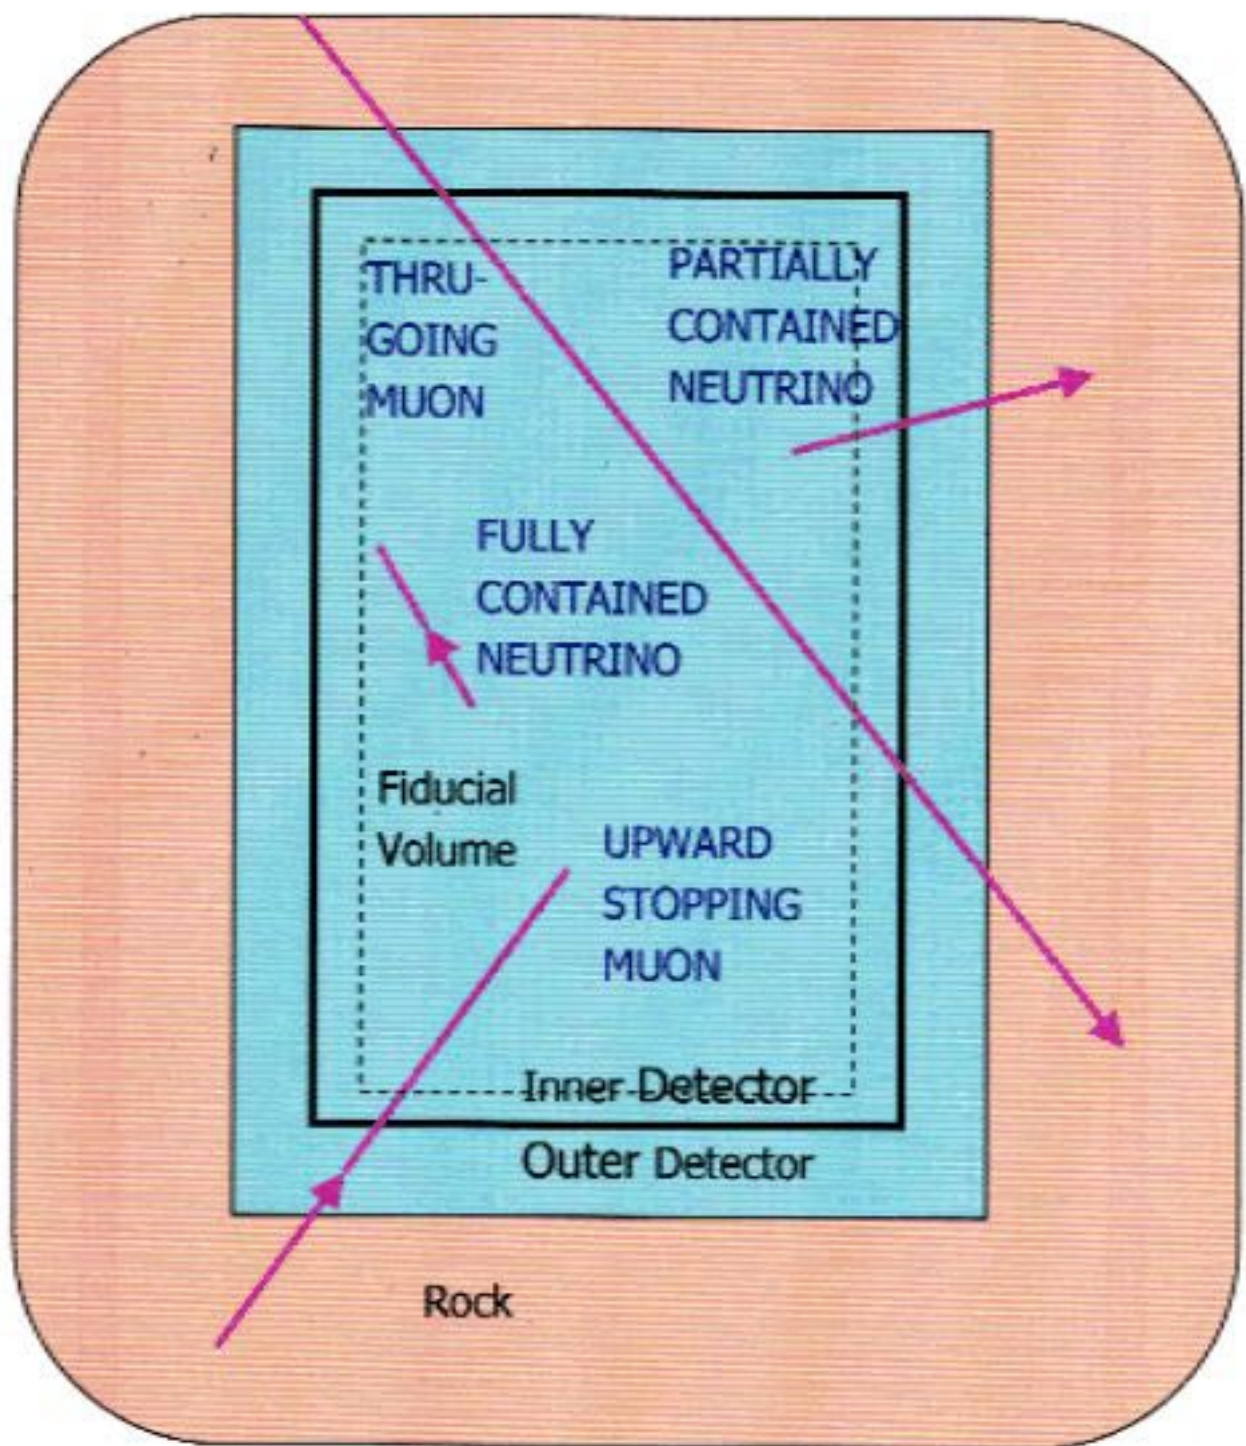 THRU-
GOING
MUON
PARTIALLY
CONTAINED
NEUTRINO
FULLY
CONTAINED
NEUTRINO
Fiducial
Volume
UPWARD
STOPPING
MUON
Inner Detector
Outer Detector
Rock